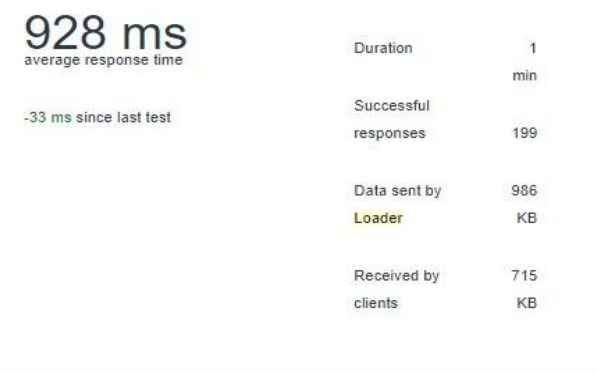 928 ms
average response time
-33 ms since last test
Duration 1
min
Successful
responses 199
Data sent by 986
Loader KB
Received by 715
clients KB